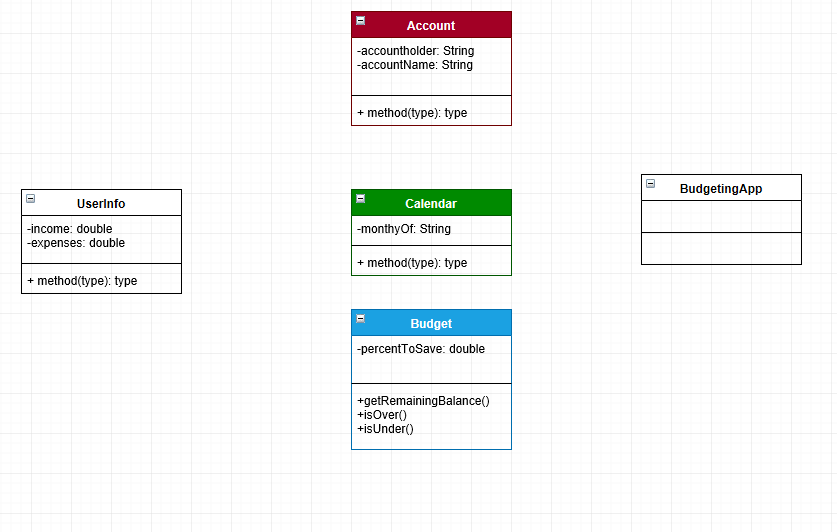 Account
-accountholder: String
-accountName: String
+ method(type): type
UserInfo
-income: double
-expenses: double
+ method(type): type
Calendar
-monthyOf: String
+ method(type): type
Budget
-percentToSave: double
+getRemainingBalance()
+isOver()
+isUnder()
BudgetingApp